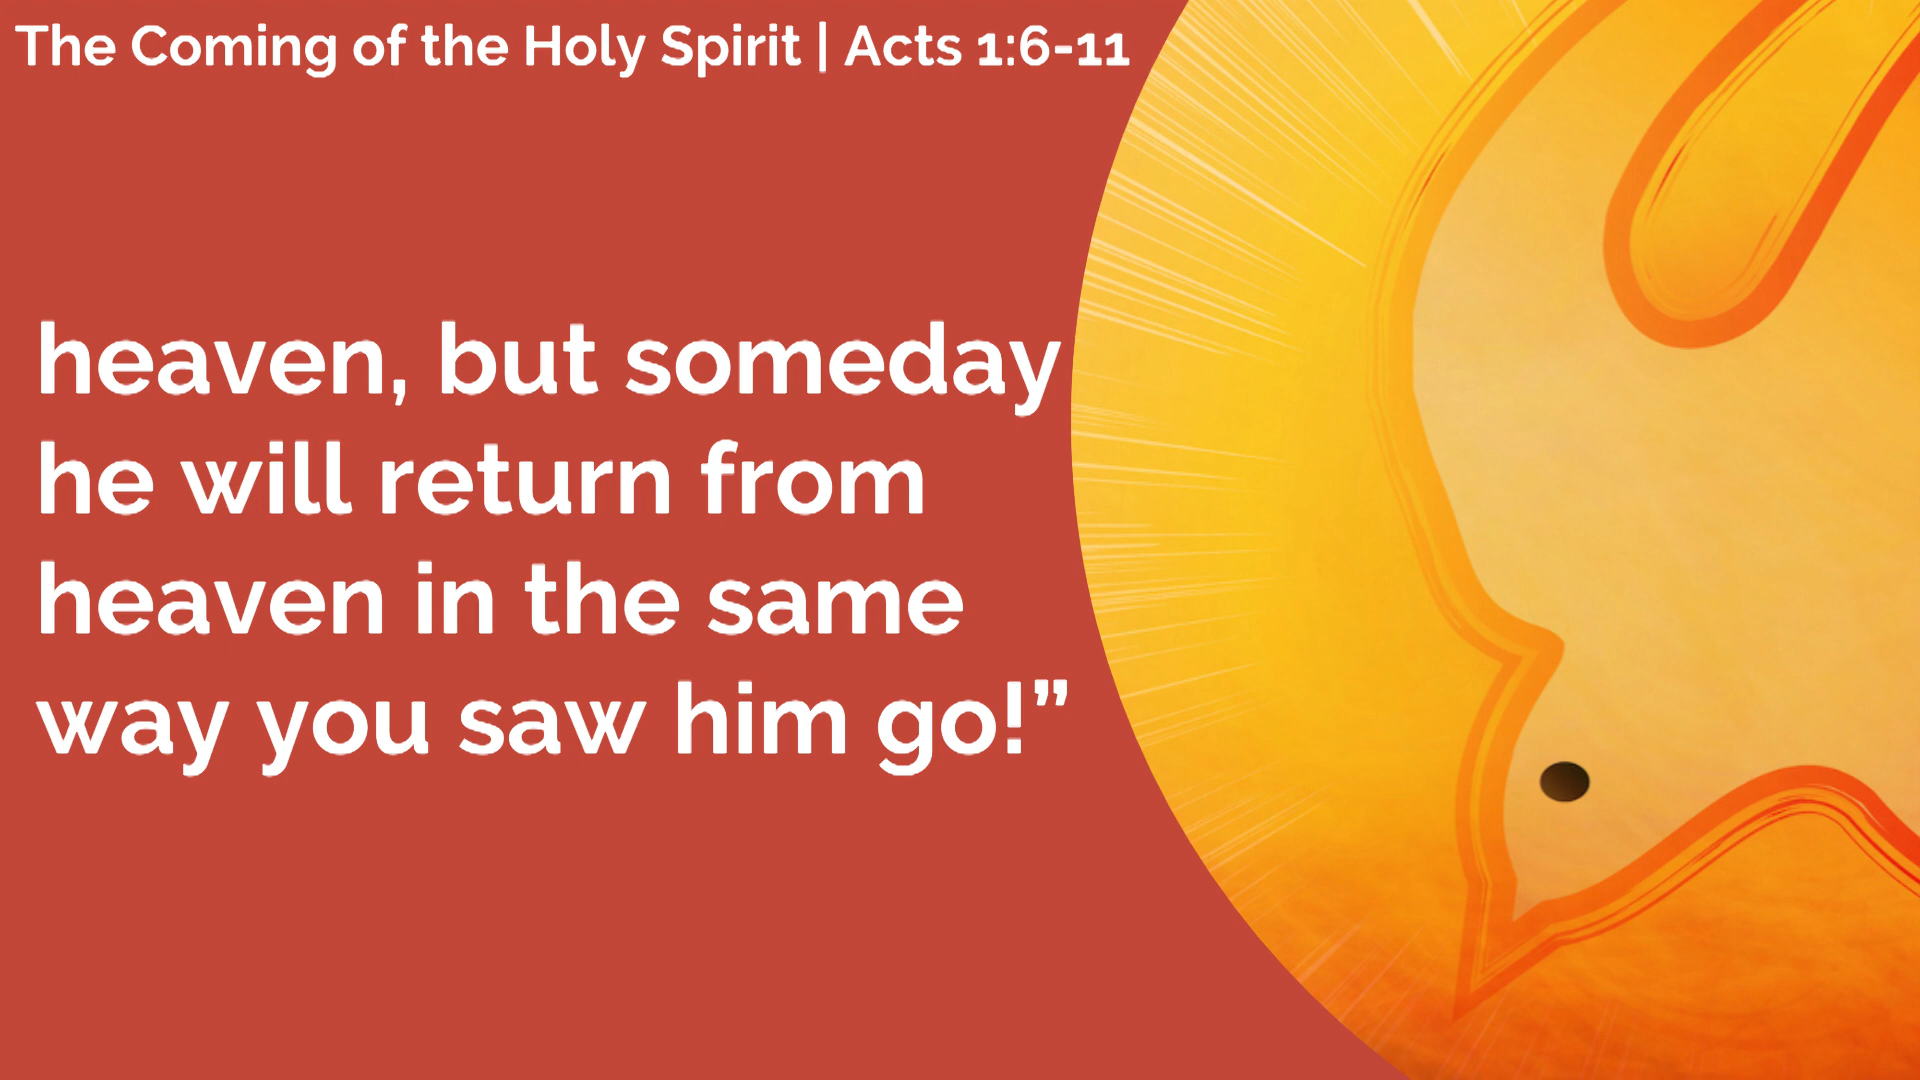 The Coming of the Holy Spirit | Acts 1:6-11
heaven, but someday
he will return from
heaven in the same
way you saw him go!”